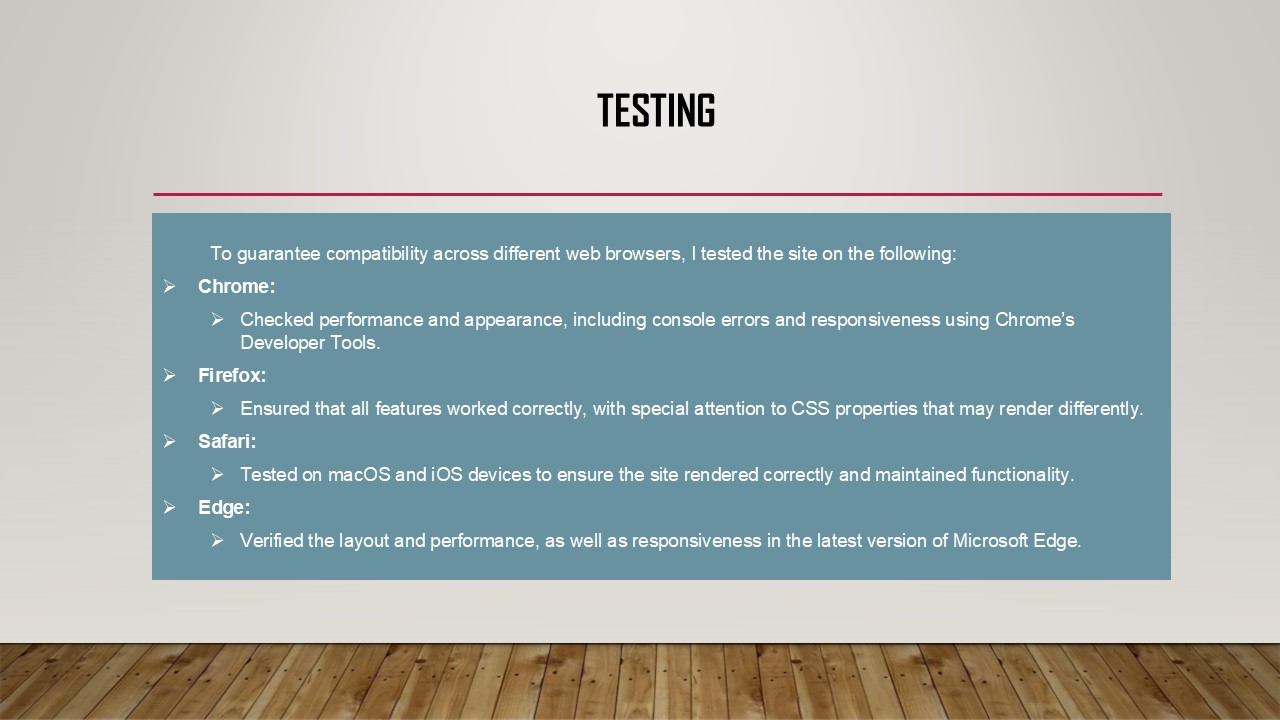 TESTING
To guarantee compatibility across different web browsers, I tested the site on the following:
Chrome:
Checked performance and appearance, including console errors and responsiveness using Chrome’s
Developer Tools.
Firefox:
Ensured that all features worked correctly, with special attention to CSS properties that may render differently.
Safari:
Tested on macOS and iOS devices to ensure the site rendered correctly and maintained functionality.
Edge:
Verified the layout and performance, as well as responsiveness in the latest version of Microsoft Edge.